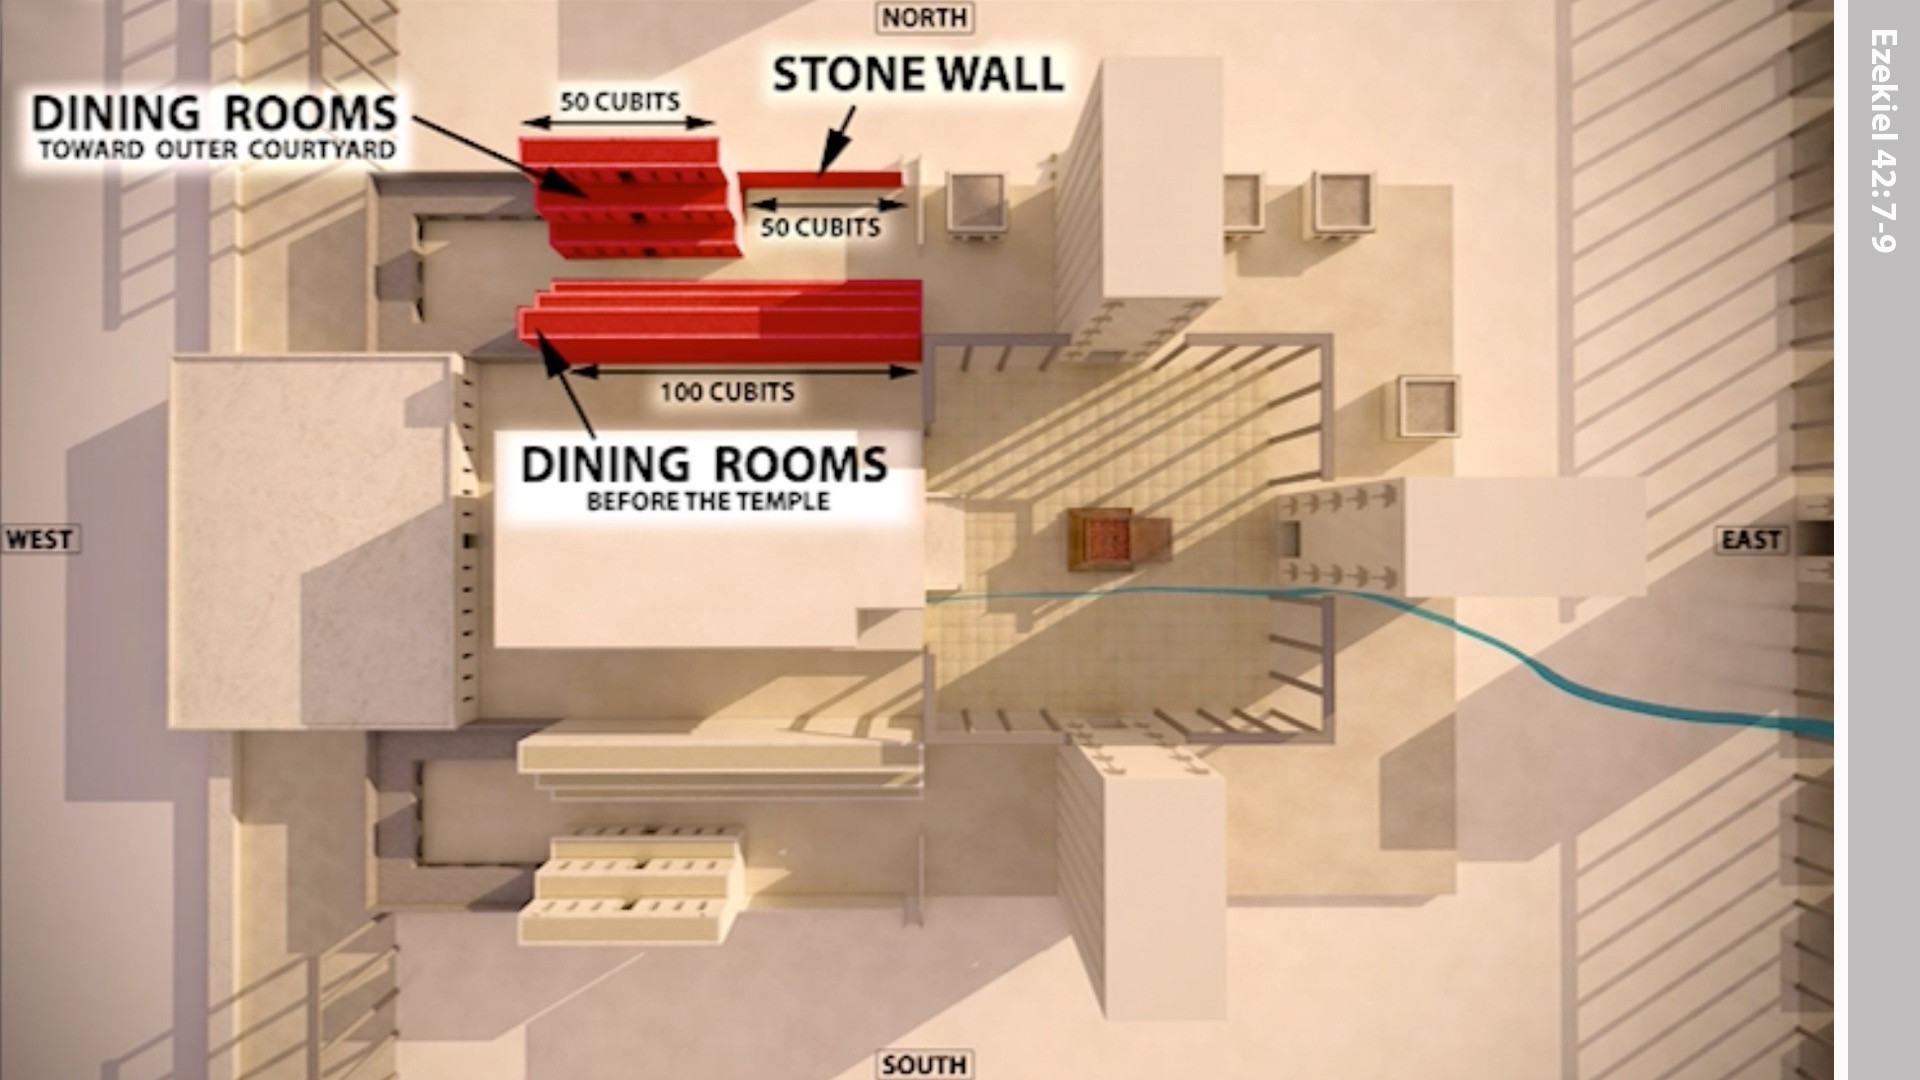 NORTH
STONE WALL
50 CUBITS
DINING ROOMS
TOWARD OUTER COURTYARD
50 CUBITS
100 CUBITS
DINING ROOMS
BEFORE THE TEMPLE
WEST
EAST
SOUTH
Ezekiel 42:7-9